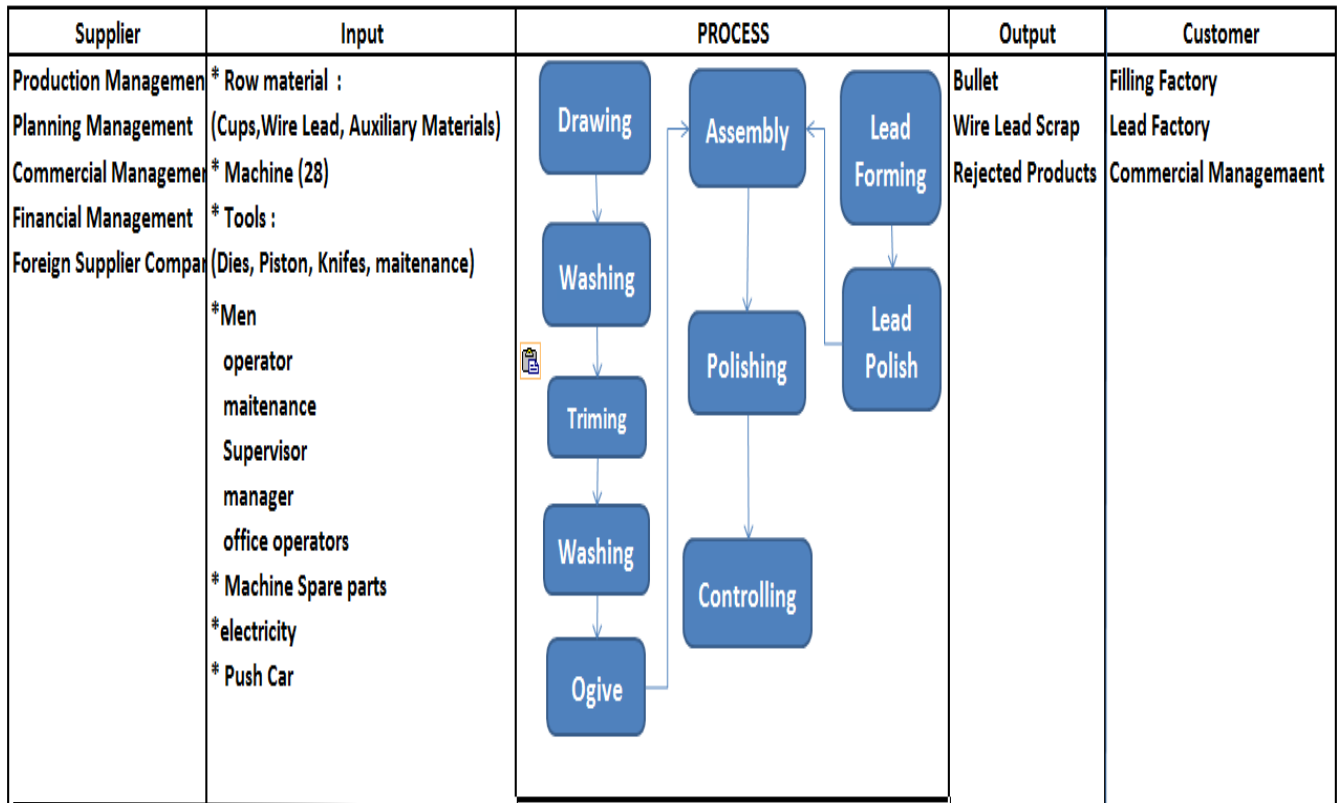 Supplier
Input
PROCESS
Output
Customer
Production Managemen
Planning Management
Commercial Managemer
Financial Management
Foreign Supplier Compar
* Row material :
(Cups,Wire Lead, Auxiliary Materials)
* Machine (28)
* Tools :
(Dies, Piston, Knifes, maitenance)
*Men
operator
maitenance
Supervisor
manager
office operators
* Machine Spare parts
*electricity
* Push Car
Drawing
Washing
Triming
Washing
Ogive
Assembly
Polishing
Controlling
Lead
Forming
Lead
Polish
Bullet
Wire Lead Scrap
Rejected Products
Filling Factory
Lead Factory
Commercial Managemaent